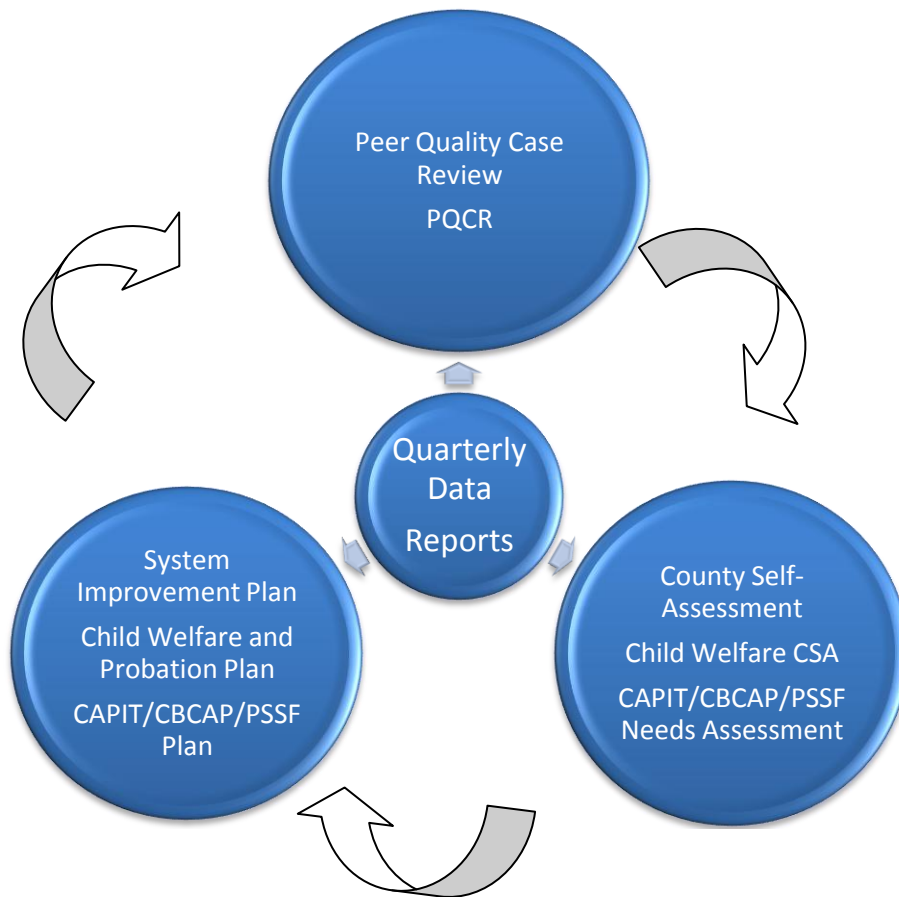 Peer Quality Case
Review
PQCR
Quarterly
Data
Reports
System
Improvement Plan
Child Welfare and
Probation Plan
CAPIT/CBCAP/PSSF
Plan
County Self-
Assessment
Child Welfare CSA
CAPIT/CBCAP/PSSF
Needs Assessment